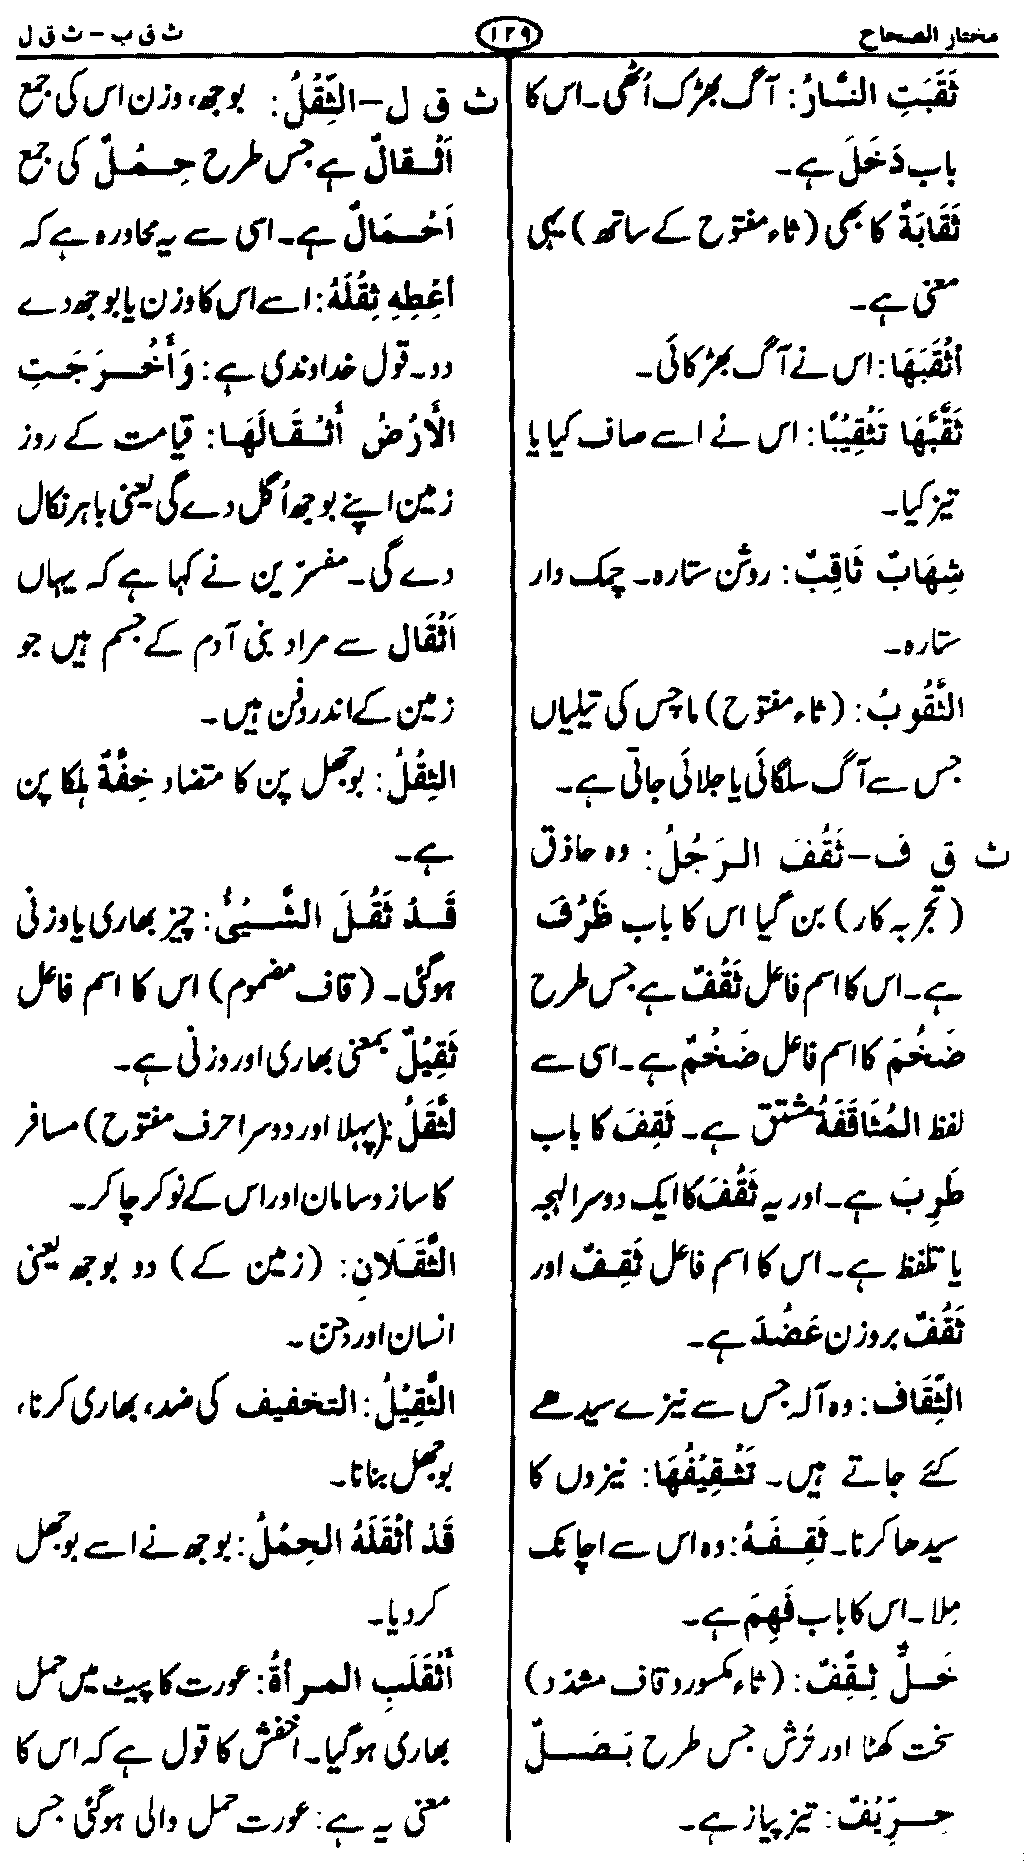 مختار الصحاح
۱۲۹
ث ق ب – ث ق ل
ثَقَبَتِ النَّارُ: آگ بھڑک اُٹھی۔ اس کا
باب دَخَلَ ہے۔
ثَقَابَةٌ کا بھی (ثاء مفتوح کے ساتھ) یہی
معنی ہے۔
أثْقَبَهَا: اس نے آگ بھڑکائی۔
ثَقَّبَهَا تَثْقِيْبًا: اس نے اسے صاف کیا یا
تیز کیا۔
شِهَابٌ ثَاقِبٌ: روشن ستارہ۔ چمک دار
ستارہ۔
الثَّقُوبُ: (ثاء مفتوح) ماچس کی تیلیاں
جس سے آگ سلگائی یا جلائی جاتی ہے۔
ث ق ف – ثَقُفَ الرَجُلُ: وہ حاذق
(تجربہ کار) بن گیا اس کا باب ظَرُفَ
ہے۔ اس کا اسم فاعل ثَقْفٌ ہے جس طرح
ضَخُمَ کا اسم فاعل ضَخْمٌ ہے۔ اسی سے
لفظ المُثَاقَفَةُ مشتق ہے۔ ثَقِفَ کا باب
طَرِبَ ہے۔ اور یہ ثَقُفَ کا ایک دوسرا لہجہ
یا تلفظ ہے۔ اس کا اسم فاعل ثَقِفٌ اور
ثَقُفٌ بروزن عَضُدَ ہے۔
الثِّقَاف: وہ آلہ جس سے نیزے سیدھے
کئے جاتے ہیں۔ تَثْقِيْفُهَا: نیزوں کا
سیدھا کرنا۔ ثَقِفَهُ: وہ اس سے اچانک
مِلا۔ اس کا باب فَهِمَ ہے۔
خَلٌّ ثِقِّفٌ: (ثاء مکسور و قاف مشدّد)
سخت کھٹا اور تُرش جس طرح بَصَلٌ
حِرِّيْفٌ: تیز پیاز ہے۔
ث ق ل – الثِّقْلُ: بوجھ، وزن اس کی جمع
اَثْقالٌ ہے جس طرح حِمْلٌ کی جمع
اَحْمَالٌ ہے۔ اسی سے یہ محاورہ ہے کہ
أعْطِهِ ثِقْلَهُ: اسے اس کا وزن یا بوجھ دے
دو۔ قول خداوندی ہے: وَأَخْرَجَتِ
الْأَرْضُ أَثْقَالَهَا: قیامت کے روز
زمین اپنے بوجھ اُگل دے گی یعنی باہر نکال
دے گی۔ مفسرّین نے کہا ہے کہ یہاں
اَثْقَال سے مراد بنی آدم کے جسم ہیں جو
زمین کے اندر دفن ہیں۔
الثِقْلُ: بوجھل پن کا متضاد خِفَّةٌ ہلکا پن
ہے۔
قَدْ ثَقُلَ الشَّيْئُ: چیز بھاری یا وزنی
ہوگئی۔ (قاف مضموم) اس کا اسم فاعل
ثَقِيْلٌ بمعنی بھاری اور وزنی ہے۔
لثَّقَلُ: (پہلا اور دوسرا حرف مفتوح) مسافر
کا ساز و سامان اور اس کے نوکر چاکر۔
الثَّقَلَانِ: (زمین کے) دو بوجھ یعنی
انسان اور جن۔
الثَّقِيْلُ: التخفیف کی ضد، بھاری کرنا،
بوجھل بنانا۔
قَدْ أثْقَلَهُ الحِمْلُ: بوجھ نے اسے بوجھل
کردیا۔
أَثْقَلَبِ المرأةُ: عورت کا پیٹ میں حمل
بھاری ہوگیا۔ اخفش کا قول ہے کہ اس کا
معنی یہ ہے: عورت حمل والی ہوگئی جس